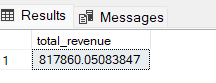 Results Messages
total_revenue
1 817860.05083847